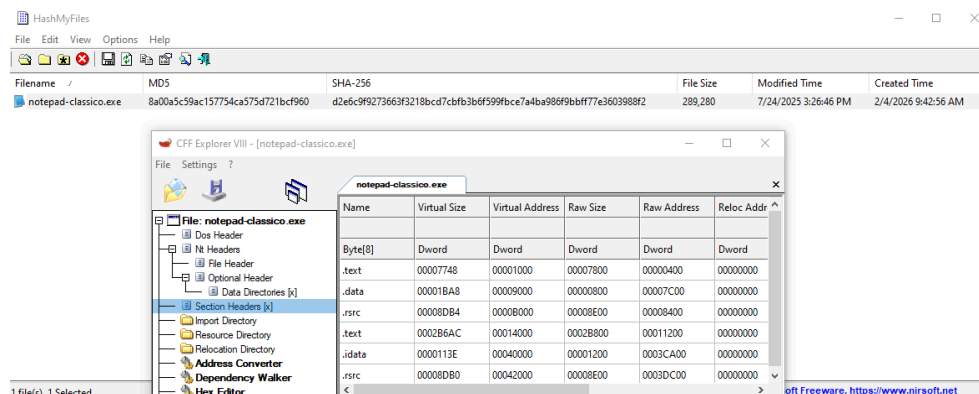 HashMyFiles
File Edit View Options Help
Filename / MD5 SHA-256 File Size Modified Time Created Time
notepad-classico.exe 8a00a5c59ac157754ca575d721bcf960 d2e6c9f9273663f3218bcd7cbfb3b6f599fbce7a4ba986f9bbff77e3603988f2 289,280 7/24/2025 3:26:46 PM 2/4/2026 9:42:56 AM
CFF Explorer VIII - [notepad-classico.exe]
File Settings ?
notepad-classico.exe
File: notepad-classico.exe
Dos Header
Nt Headers
File Header
Optional Header
Data Directories [x]
Section Headers [x]
Import Directory
Resource Directory
Relocation Directory
Address Converter
Dependency Walker
Hex Editor
Name Virtual Size Virtual Address Raw Size Raw Address Reloc Addr
Byte[8] Dword Dword Dword Dword Dword
.text 00007748 00001000 00007800 00000400 00000000
.data 00001BA8 00009000 00000800 00007C00 00000000
.rsrc 00008DB4 0000B000 00008E00 00008400 00000000
.text 0002B6AC 00014000 0002B800 00011200 00000000
.idata 0000113E 00040000 00001200 0003CA00 00000000
.rsrc 00008DB0 00042000 00008E00 0003DC00 00000000
1 file(s), 1 Selected
oft Freeware. https://www.nirsoft.net